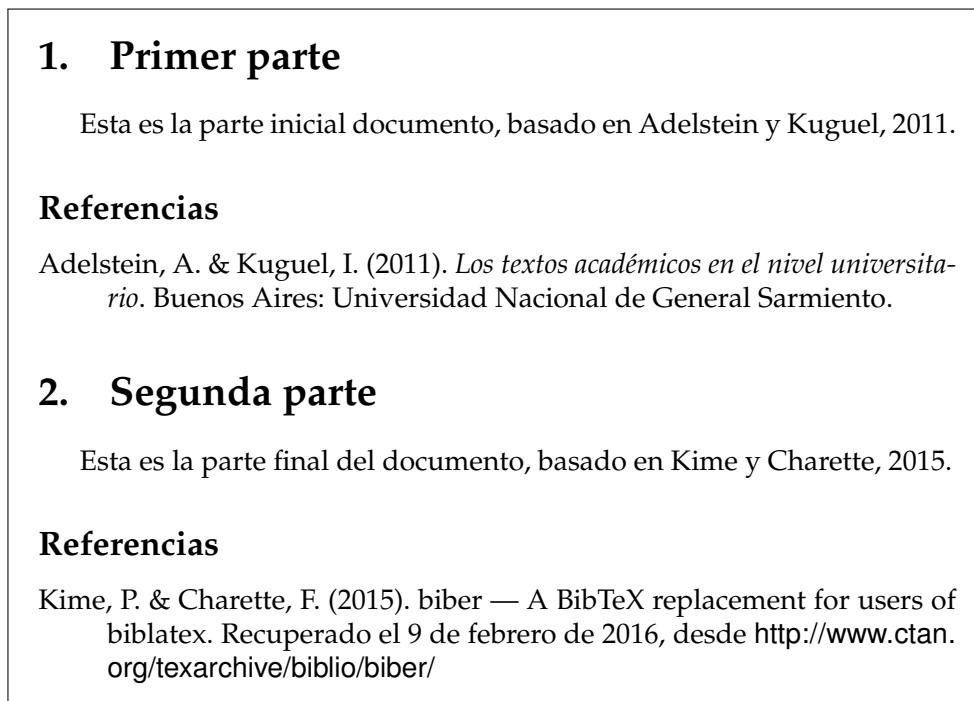 1. Primer parte
Esta es la parte inicial documento, basado en Adelstein y Kuguel, 2011.
Referencias
Adelstein, A. & Kuguel, I. (2011). Los textos académicos en el nivel universita-
rio. Buenos Aires: Universidad Nacional de General Sarmiento.
2. Segunda parte
Esta es la parte final del documento, basado en Kime y Charette, 2015.
Referencias
Kime, P. & Charette, F. (2015). biber — A BibTeX replacement for users of
biblatex. Recuperado el 9 de febrero de 2016, desde http://www.ctan.
org/texarchive/biblio/biber/